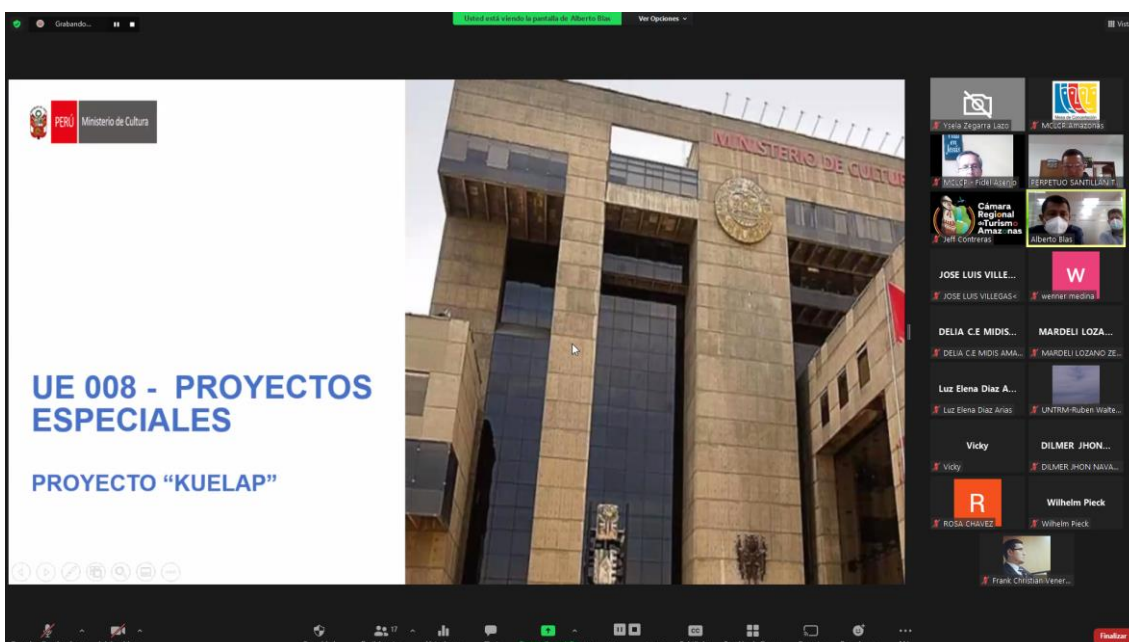 Grabando...
Usted está viendo la pantalla de Alberto Blas
Ver Opciones
Vist
PERÚ
Ministerio de Cultura
MINISTERIO DE CULTU
UE 008 - PROYECTOS
ESPECIALES
PROYECTO “KUELAP”
Ysela Zegarra Lazo
MCLCP Amazonas
MCLCP - Fidel Asenjo
PERPETUO SANTILLAN T...
Cámara
Regional
de Turismo
Amazonas
Jeff Contreras
Alberto Blas
JOSE LUIS VILLE...
JOSE LUIS VILLEGAS<
W
werner medina
DELIA C.E MIDIS...
DELIA C.E MIDIS AMA...
MARDELI LOZA...
MARDELI LOZANO ZE...
Luz Elena Diaz A...
Luz Elena Diaz Arias
UNTRM-Ruben Walte...
Vicky
Vicky
DILMER JHON...
DILMER JHON NAVA...
R
ROSA CHAVEZ
Wilhelm Pieck
Wilhelm Pieck
Frank Christian Vener...
17
CC
Finalizar